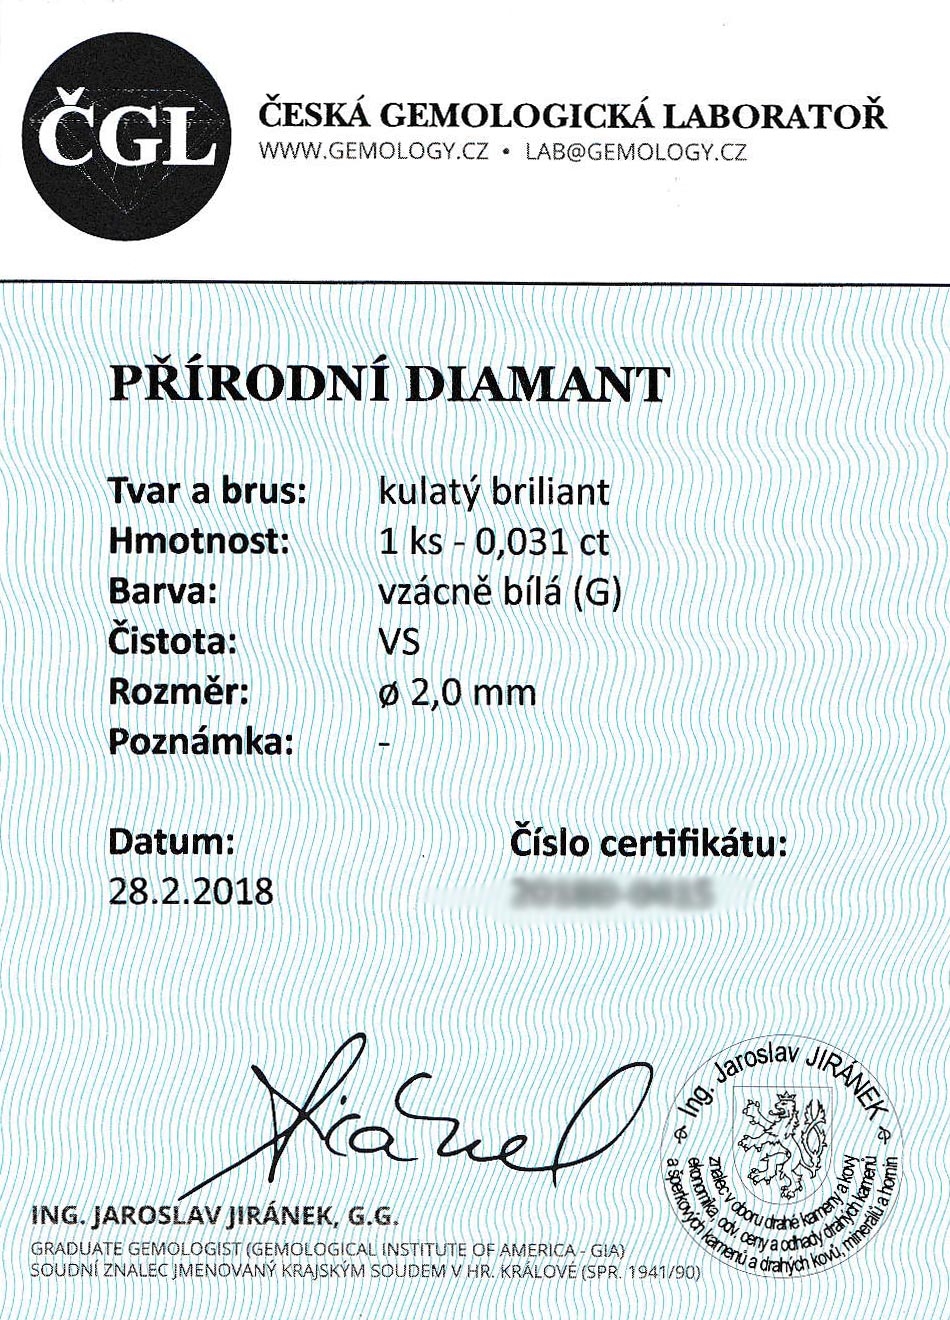 ČGL
ČESKÁ GEMOLOGICKÁ LABORATOŘ
WWW.GEMOLOGY.CZ • LAB@GEMOLOGY.CZ
PŘÍRODNÍ DIAMANT
Tvar a brus: kulatý briliant
Hmotnost: 1 ks - 0,031 ct
Barva: vzácně bílá (G)
Čistota: VS
Rozměr: ø 2,0 mm
Poznámka: -
Datum: Číslo certifikátu:
28.2.2018
Ing. Jaroslav JIRÁNEK
znalec v oboru drahé kameny a kovy
ekonomika, odv. ceny a odhady drahých kamenů
a šperkových kamenů a drahých kovů, minerálů a hornin
ING. JAROSLAV JIRÁNEK, G.G.
GRADUATE GEMOLOGIST (GEMOLOGICAL INSTITUTE OF AMERICA - GIA)
SOUDNÍ ZNALEC JMENOVANÝ KRAJSKÝM SOUDEM V HR. KRÁLOVÉ (SPR. 1941/90)